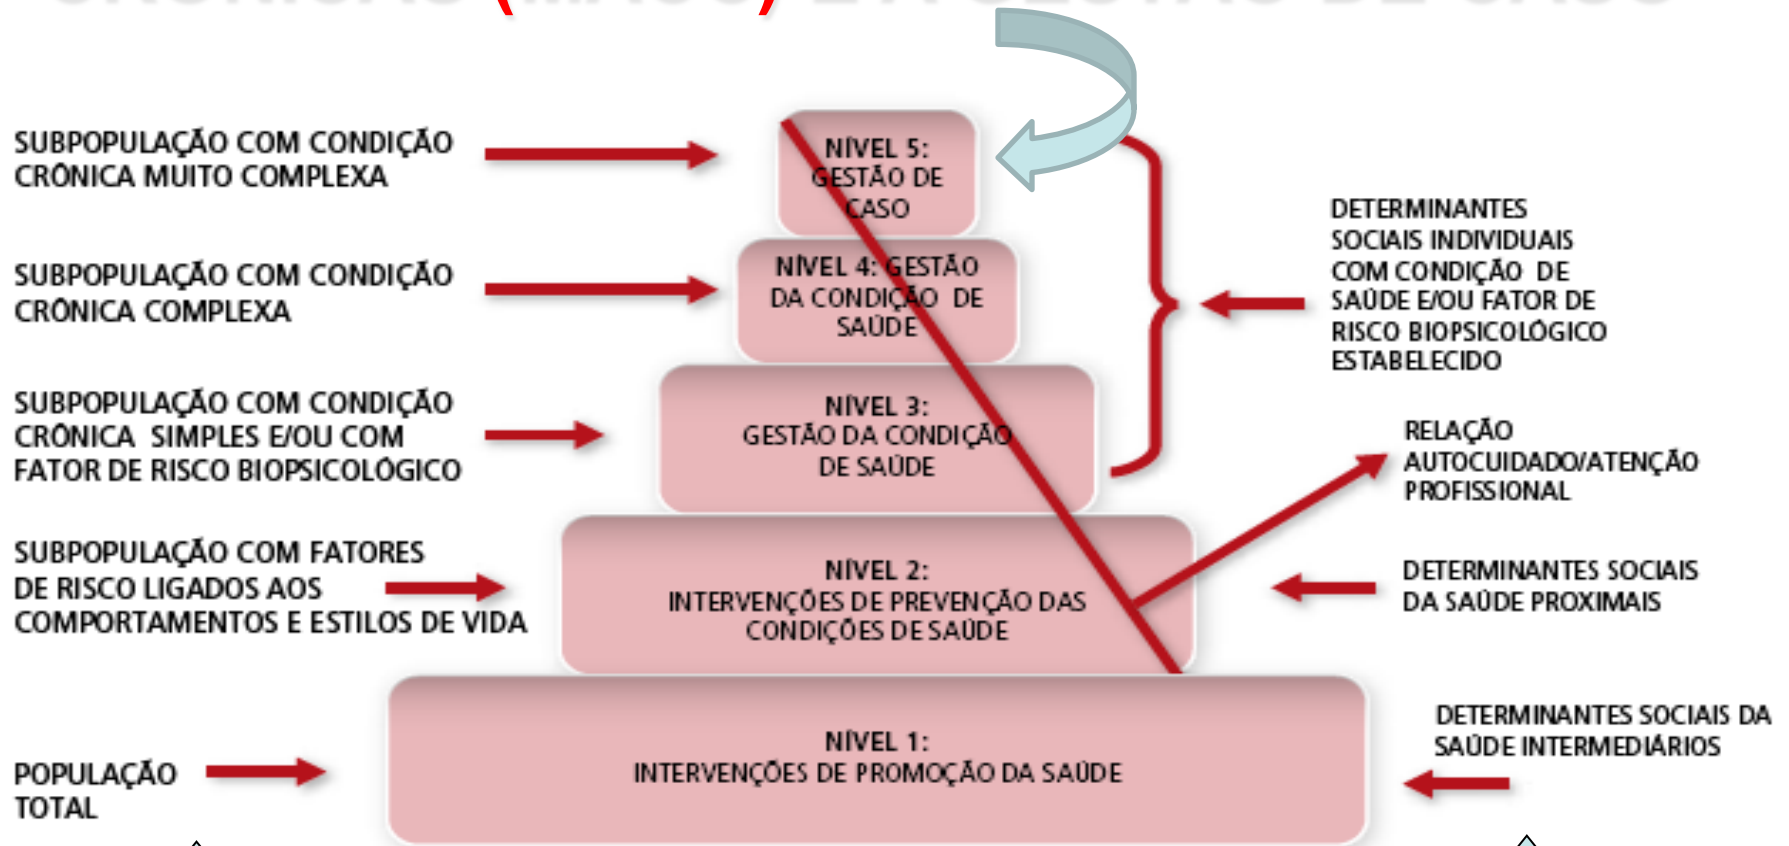 SUBPOPULAÇÃO COM CONDIÇÃO
CRÔNICA MUITO COMPLEXA
NÍVEL 5:
GESTÃO DE
CASO
SUBPOPULAÇÃO COM CONDIÇÃO
CRÔNICA COMPLEXA
NÍVEL 4: GESTÃO
DA CONDIÇÃO DE
SAÚDE
DETERMINANTES
SOCIAIS INDIVIDUAIS
COM CONDIÇÃO DE
SAÚDE E/OU FATOR DE
RISCO BIOPSICOLÓGICO
ESTABELECIDO
SUBPOPULAÇÃO COM CONDIÇÃO
CRÔNICA SIMPLES E/OU COM
FATOR DE RISCO BIOPSICOLÓGICO
NÍVEL 3:
GESTÃO DA CONDIÇÃO
DE SAÚDE
RELAÇÃO
AUTOCUIDADO/ATENÇÃO
PROFISSIONAL
SUBPOPULAÇÃO COM FATORES
DE RISCO LIGADOS AOS
COMPORTAMENTOS E ESTILOS DE VIDA
NÍVEL 2:
INTERVENÇÕES DE PREVENÇÃO DAS
CONDIÇÕES DE SAÚDE
DETERMINANTES SOCIAIS
DA SAÚDE PROXIMAIS
POPULAÇÃO
TOTAL
NÍVEL 1:
INTERVENÇÕES DE PROMOÇÃO DA SAÚDE
DETERMINANTES SOCIAIS DA
SAÚDE INTERMEDIÁRIOS